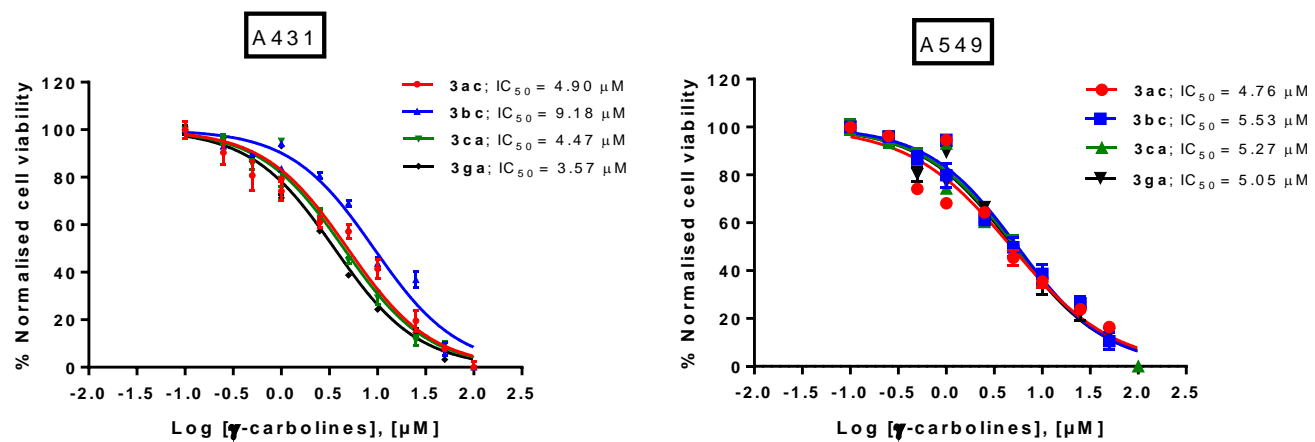 A431
% Normalised cell viability
120
100
80
60
40
20
0
-2.0 -1.5 -1.0 -0.5 0.0 0.5 1.0 1.5 2.0 2.5
Log [γ-carbolines], [µM]
3ac; IC50 = 4.90 µM
3bc; IC50 = 9.18 µM
3ca; IC50 = 4.47 µM
3ga; IC50 = 3.57 µM
A549
% Normalised cell viability
120
100
80
60
40
20
0
-2.0 -1.5 -1.0 -0.5 0.0 0.5 1.0 1.5 2.0 2.5
Log [γ-carbolines], [µM]
3ac; IC50 = 4.76 µM
3bc; IC50 = 5.53 µM
3ca; IC50 = 5.27 µM
3ga; IC50 = 5.05 µM